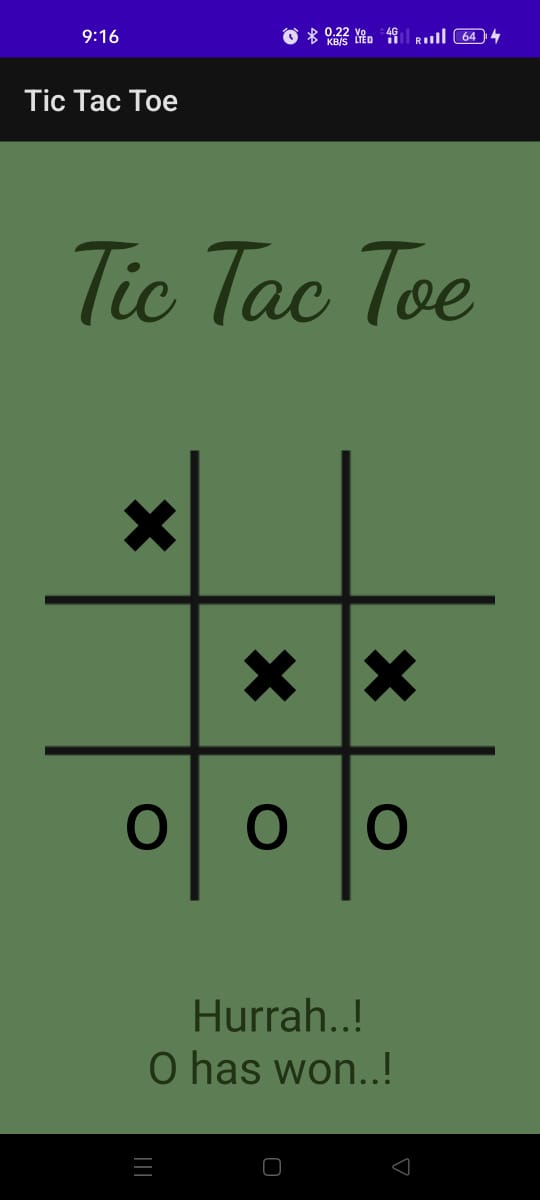 9:16
0.22 KB/S Vo LTE D 4G R 64
Tic Tac Toe
Tic Tac Toe
X
X X
O O O
Hurrah..!
O has won..!